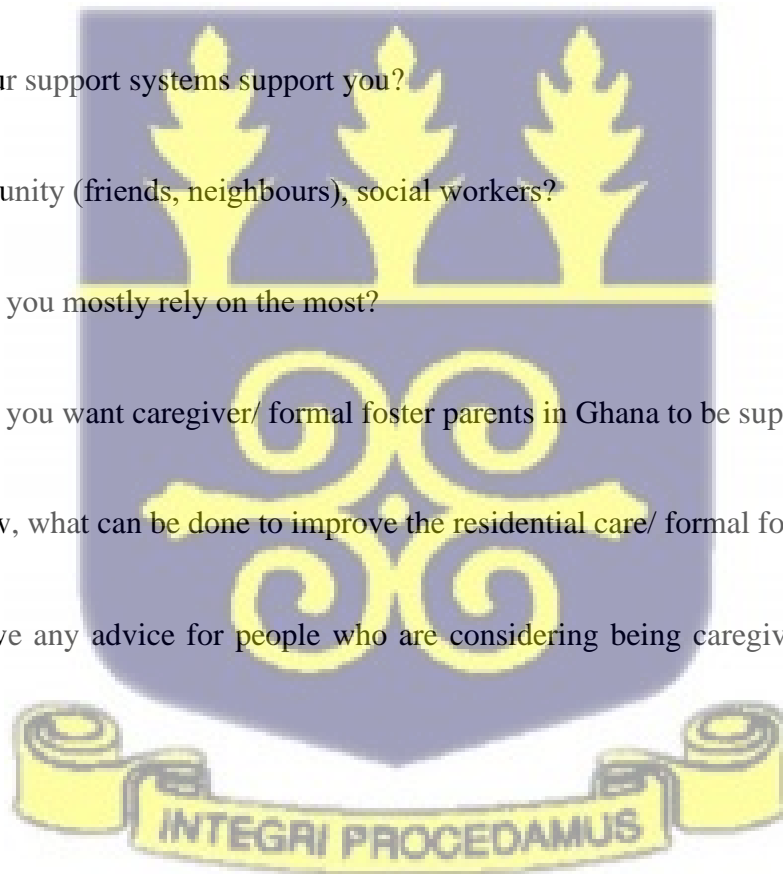 ur support systems support you?
unity (friends, neighbours), social workers?
you mostly rely on the most?
you want caregiver/ formal foster parents in Ghana to be sup
, what can be done to improve the residential care/ formal fo
ve any advice for people who are considering being caregiv
INTEGRI PROCEDAMUS